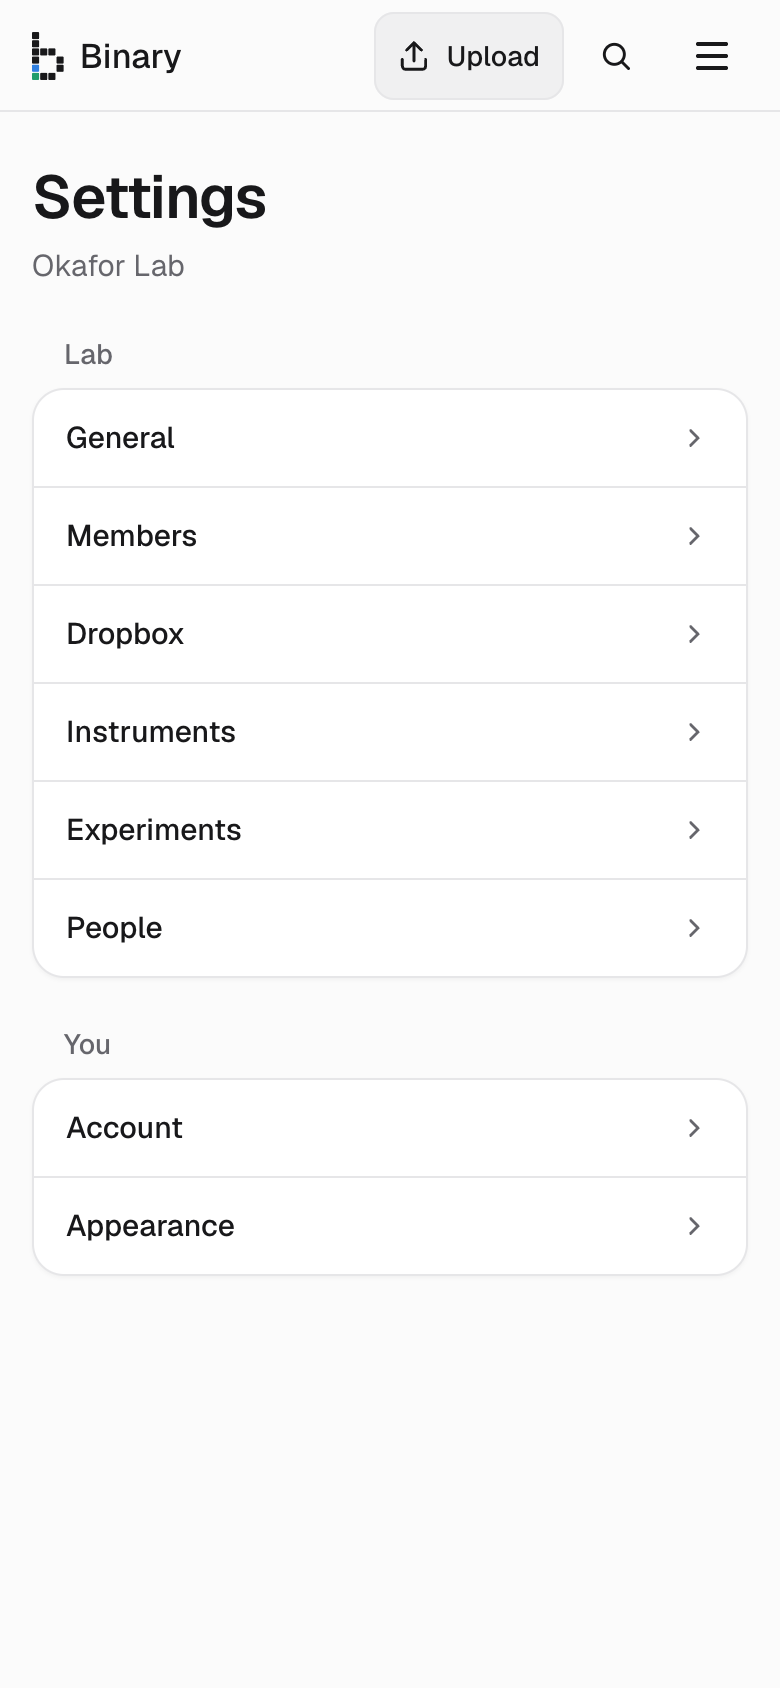 Binary
Upload
Settings
Okafor Lab
Lab
General
Members
Dropbox
Instruments
Experiments
People
You
Account
Appearance